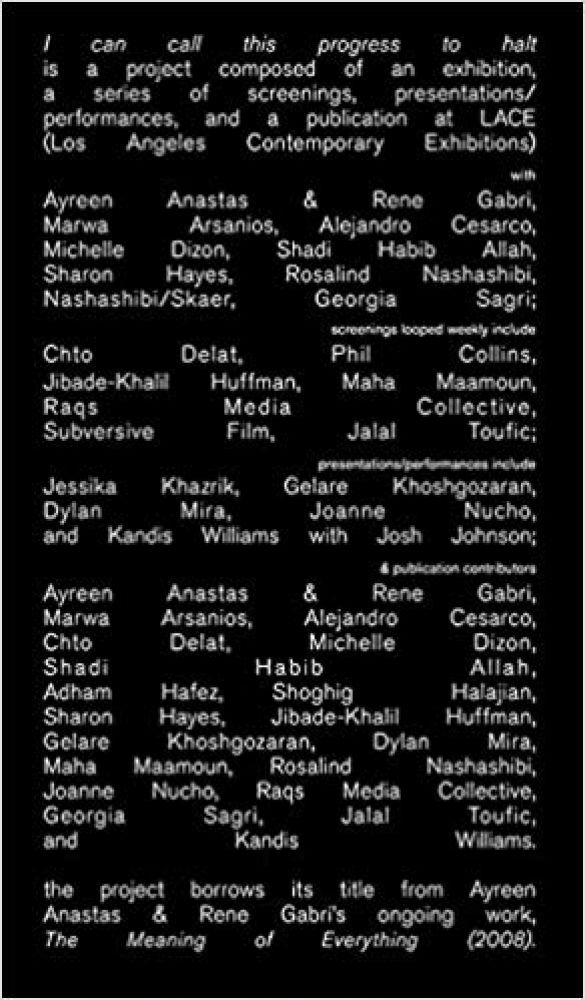 I can call this progress to halt
is a project composed of an exhibition,
a series of screenings, presentations/
performances, and a publication at LACE
(Los Angeles Contemporary Exhibitions)
with
Ayreen Anastas & Rene Gabri,
Marwa Arsanios, Alejandro Cesarco,
Michelle Dizon, Shadi Habib Allah,
Sharon Hayes, Rosalind Nashashibi,
Nashashibi/Skaer, Georgia Sagri;
screenings looped weekly include
Chto Delat, Phil Collins,
Jibade-Khalil Huffman, Maha Maamoun,
Raqs Media Collective,
Subversive Film, Jalal Toufic;
presentations/performances include
Jessika Khazrik, Gelare Khoshgozaran,
Dylan Mira, Joanne Nucho,
and Kandis Williams with Josh Johnson;
& publication contributors
Ayreen Anastas & Rene Gabri,
Marwa Arsanios, Alejandro Cesarco,
Chto Delat, Michelle Dizon,
Shadi Habib Allah,
Adham Hafez, Shoghig Halajian,
Sharon Hayes, Jibade-Khalil Huffman,
Gelare Khoshgozaran, Dylan Mira,
Maha Maamoun, Rosalind Nashashibi,
Joanne Nucho, Raqs Media Collective,
Georgia Sagri, Jalal Toufic,
and Kandis Williams.
the project borrows its title from Ayreen
Anastas & Rene Gabri's ongoing work,
The Meaning of Everything (2008).